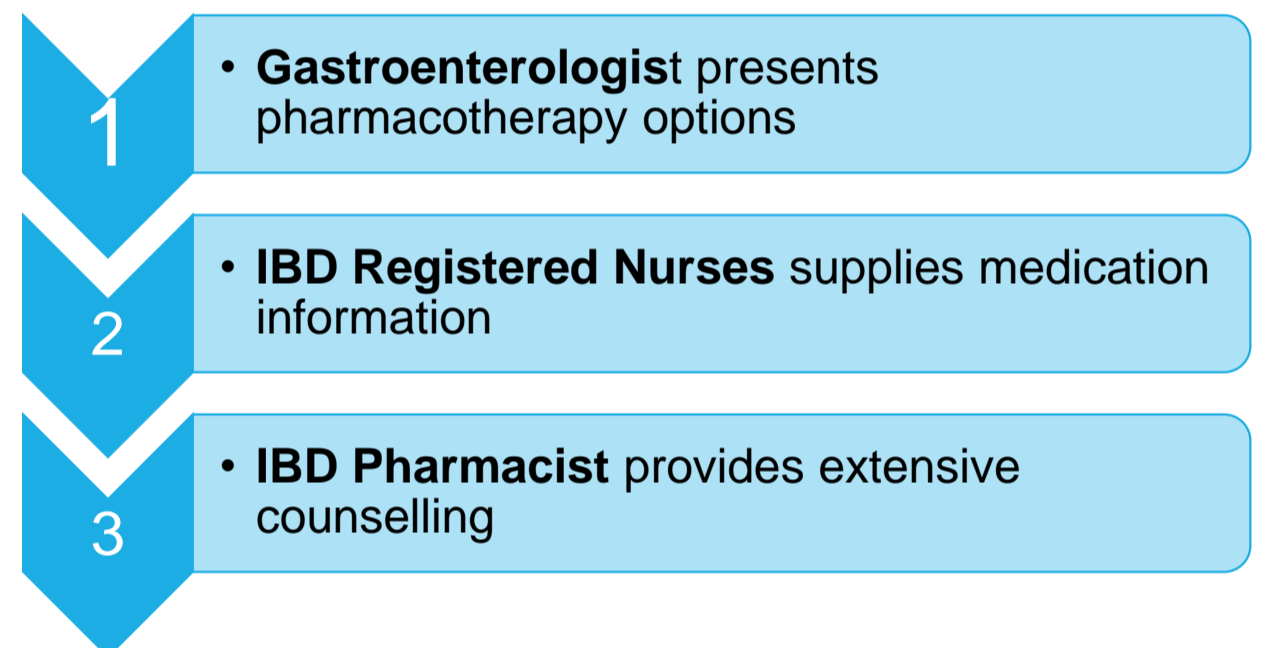 1
• Gastroenterologist presents
pharmacotherapy options
2
• IBD Registered Nurses supplies medication
information
3
• IBD Pharmacist provides extensive
counselling